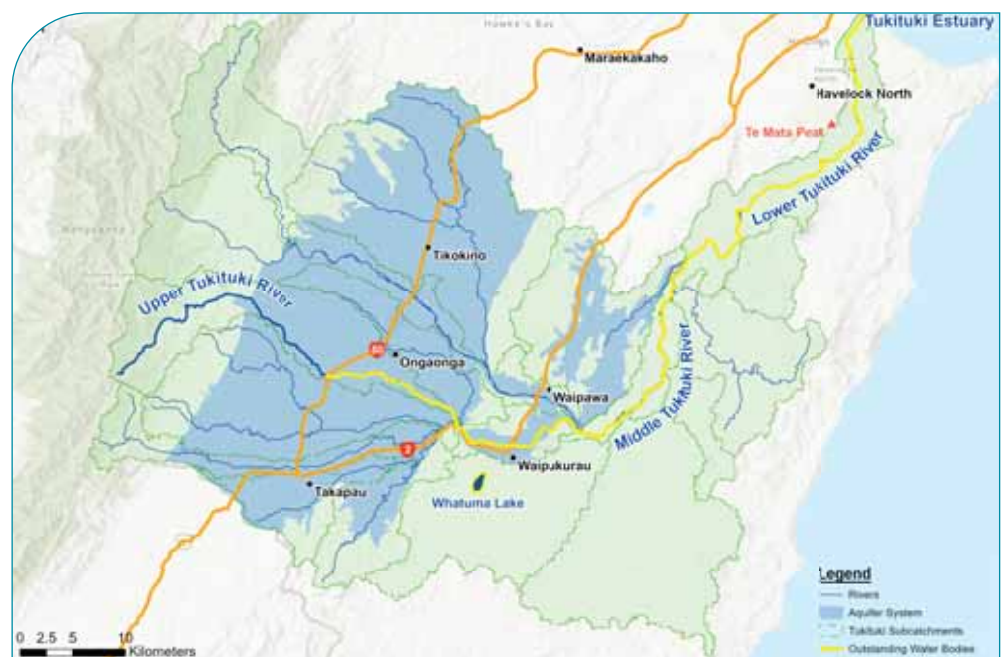 Tukituki Estuary
Maraekakaho
Havelock North
Te Mata Peak
Lower Tukituki River
Tikokino
Upper Tukituki River
50
Ongaonga
Waipawa
Middle Tukituki River
2
Waipukurau
Takapau
Whatuma Lake
Legend
Rivers
Aquifer System
Tukituki Subcatchments
Outstanding Water Bodies
0 2.5 5 10
Kilometers